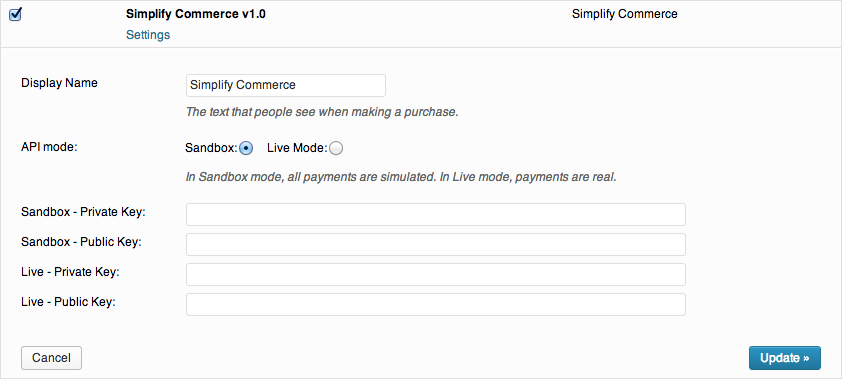 Simplify Commerce v1.0 Simplify Commerce
Settings
Display Name Simplify Commerce
The text that people see when making a purchase.
API mode: Sandbox: Live Mode:
In Sandbox mode, all payments are simulated. In Live mode, payments are real.
Sandbox - Private Key:
Sandbox - Public Key:
Live - Private Key:
Live - Public Key:
Cancel Update »